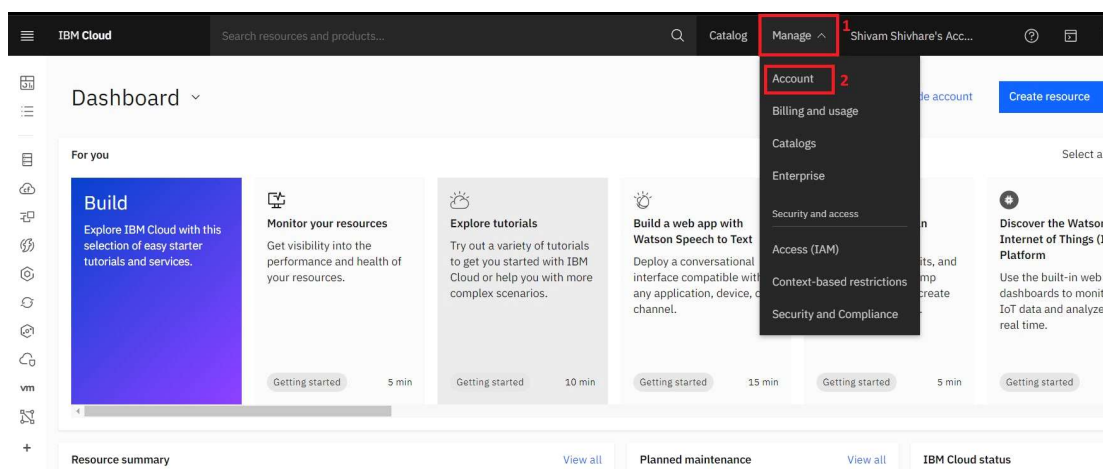 IBM Cloud Search resources and products... Catalog Manage 1 Shivam Shivhare's Acc...
Account 2
Billing and usage
Catalogs
Enterprise
Security and access
Access (IAM)
Context-based restrictions
Security and Compliance
Dashboard
account Create resource
For you Select a
Build
Explore IBM Cloud with this
selection of easy starter
tutorials and services.
Monitor your resources
Get visibility into the
performance and health of
your resources.
Getting started 5 min
Explore tutorials
Try out a variety of tutorials
to get you started with IBM
Cloud or help you with more
complex scenarios.
Getting started 10 min
Build a web app with
Watson Speech to Text
Deploy a conversational
interface compatible with
any application, device,
channel.
Getting started 15 min
its, and
create
Getting started 5 min
Discover the Watson
Internet of Things (I
Platform
Use the built-in web
dashboards to monit
IoT data and analyze
real time.
Getting started
vm
Resource summary View all
Planned maintenance View all
IBM Cloud status